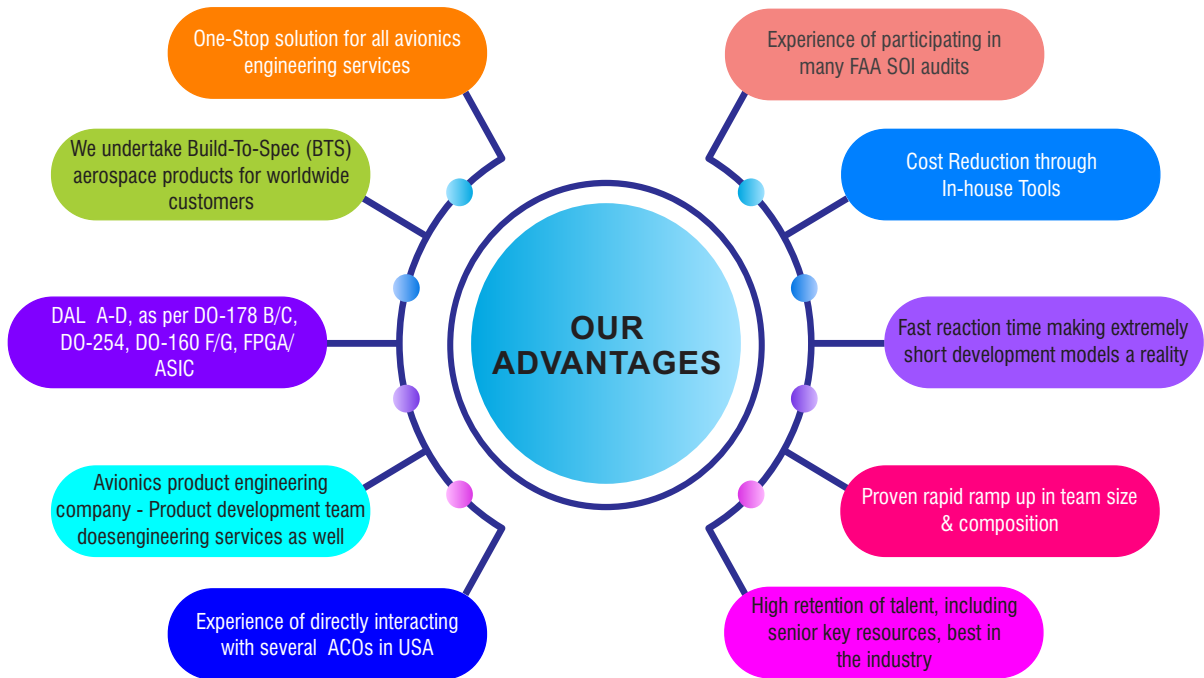 One-Stop solution for all avionics
engineering services
We undertake Build-To-Spec (BTS)
aerospace products for worldwide
customers
DAL A-D, as per DO-178 B/C,
DO-254, DO-160 F/G, FPGA/
ASIC
Avionics product engineering
company - Product development team
doesengineering services as well
Experience of directly interacting
with several ACOs in USA
OUR
ADVANTAGES
Experience of participating in
many FAA SOI audits
Cost Reduction through
In-house Tools
Fast reaction time making extremely
short development models a reality
Proven rapid ramp up in team size
& composition
High retention of talent, including
senior key resources, best in
the industry